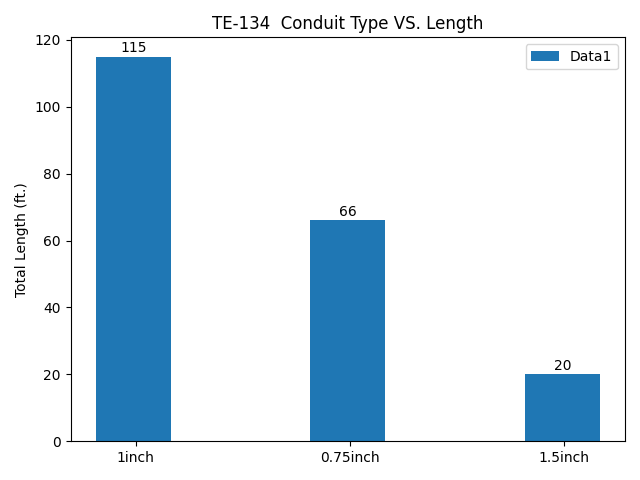 TE-134  Conduit Type VS. Length
Data1
Total Length (ft.)
120
100
80
60
40
20
0
115
66
20
1inch
0.75inch
1.5inch